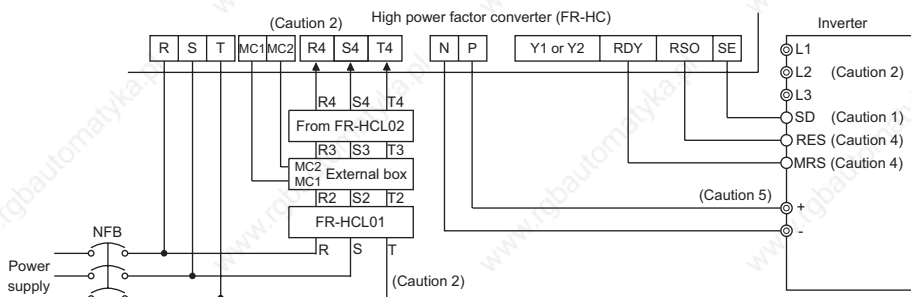 High power factor converter (FR-HC)
Inverter
(Caution 2)
R S T MC1 MC2 R4 S4 T4 N P Y1 or Y2 RDY RSO SE
L1
L2 (Caution 2)
L3
R4 S4 T4
SD (Caution 1)
From FR-HCL02
RES (Caution 4)
R3 S3 T3
MRS (Caution 4)
MC2
External box
MC1
R2 S2 T2
(Caution 5)
+
FR-HCL01
-
NFB
R S T
Power
supply
(Caution 2)
www.rgbautomatyka.pl